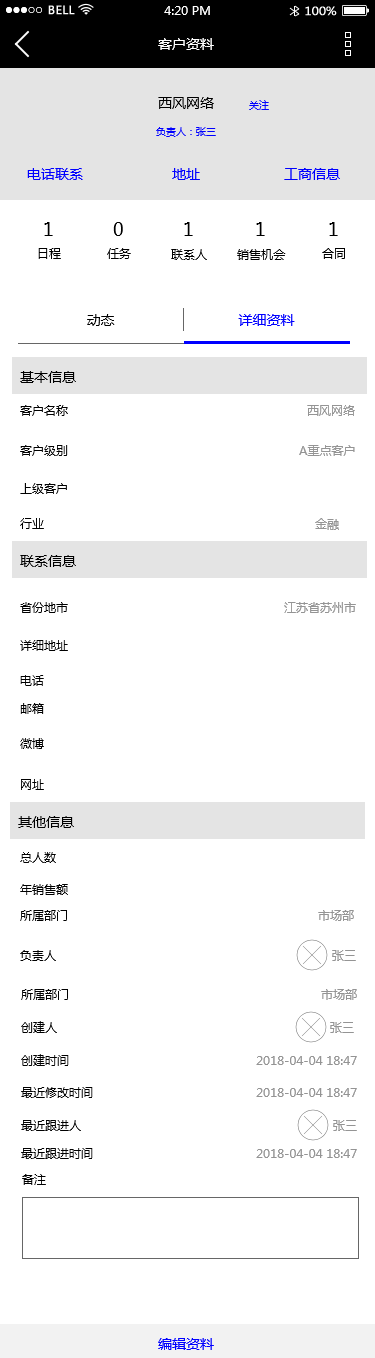 BELL 4:20 PM 100%
客户资料
西风网络 关注
负责人：张三
电话联系 地址 工商信息
1 0 1 1 1
日程 任务 联系人 销售机会 合同
动态 详细资料
基本信息
客户名称 西风网络
客户级别 A重点客户
上级客户
行业 金融
联系信息
省份地市 江苏省苏州市
详细地址
电话
邮箱
微博
网址
其他信息
总人数
年销售额
所属部门 市场部
负责人 张三
所属部门 市场部
创建人 张三
创建时间 2018-04-04 18:47
最近修改时间 2018-04-04 18:47
最近跟进人 张三
最近跟进时间 2018-04-04 18:47
备注
编辑资料